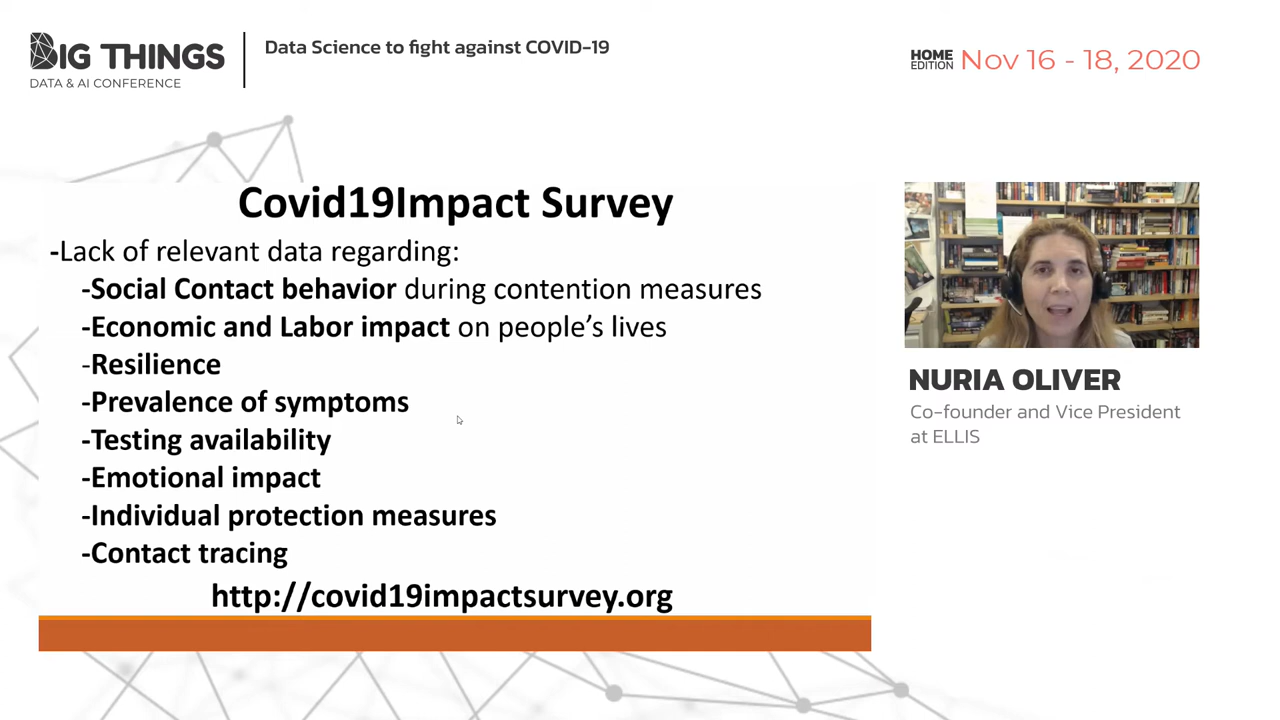 BIG THINGS
DATA & AI CONFERENCE
Data Science to fight against COVID-19
HOME
EDITION
Nov 16 - 18, 2020
Covid19Impact Survey
-Lack of relevant data regarding:
-Social Contact behavior during contention measures
-Economic and Labor impact on people’s lives
-Resilience
-Prevalence of symptoms
-Testing availability
-Emotional impact
-Individual protection measures
-Contact tracing
http://covid19impactsurvey.org
NURIA OLIVER
Co-founder and Vice President
at ELLIS